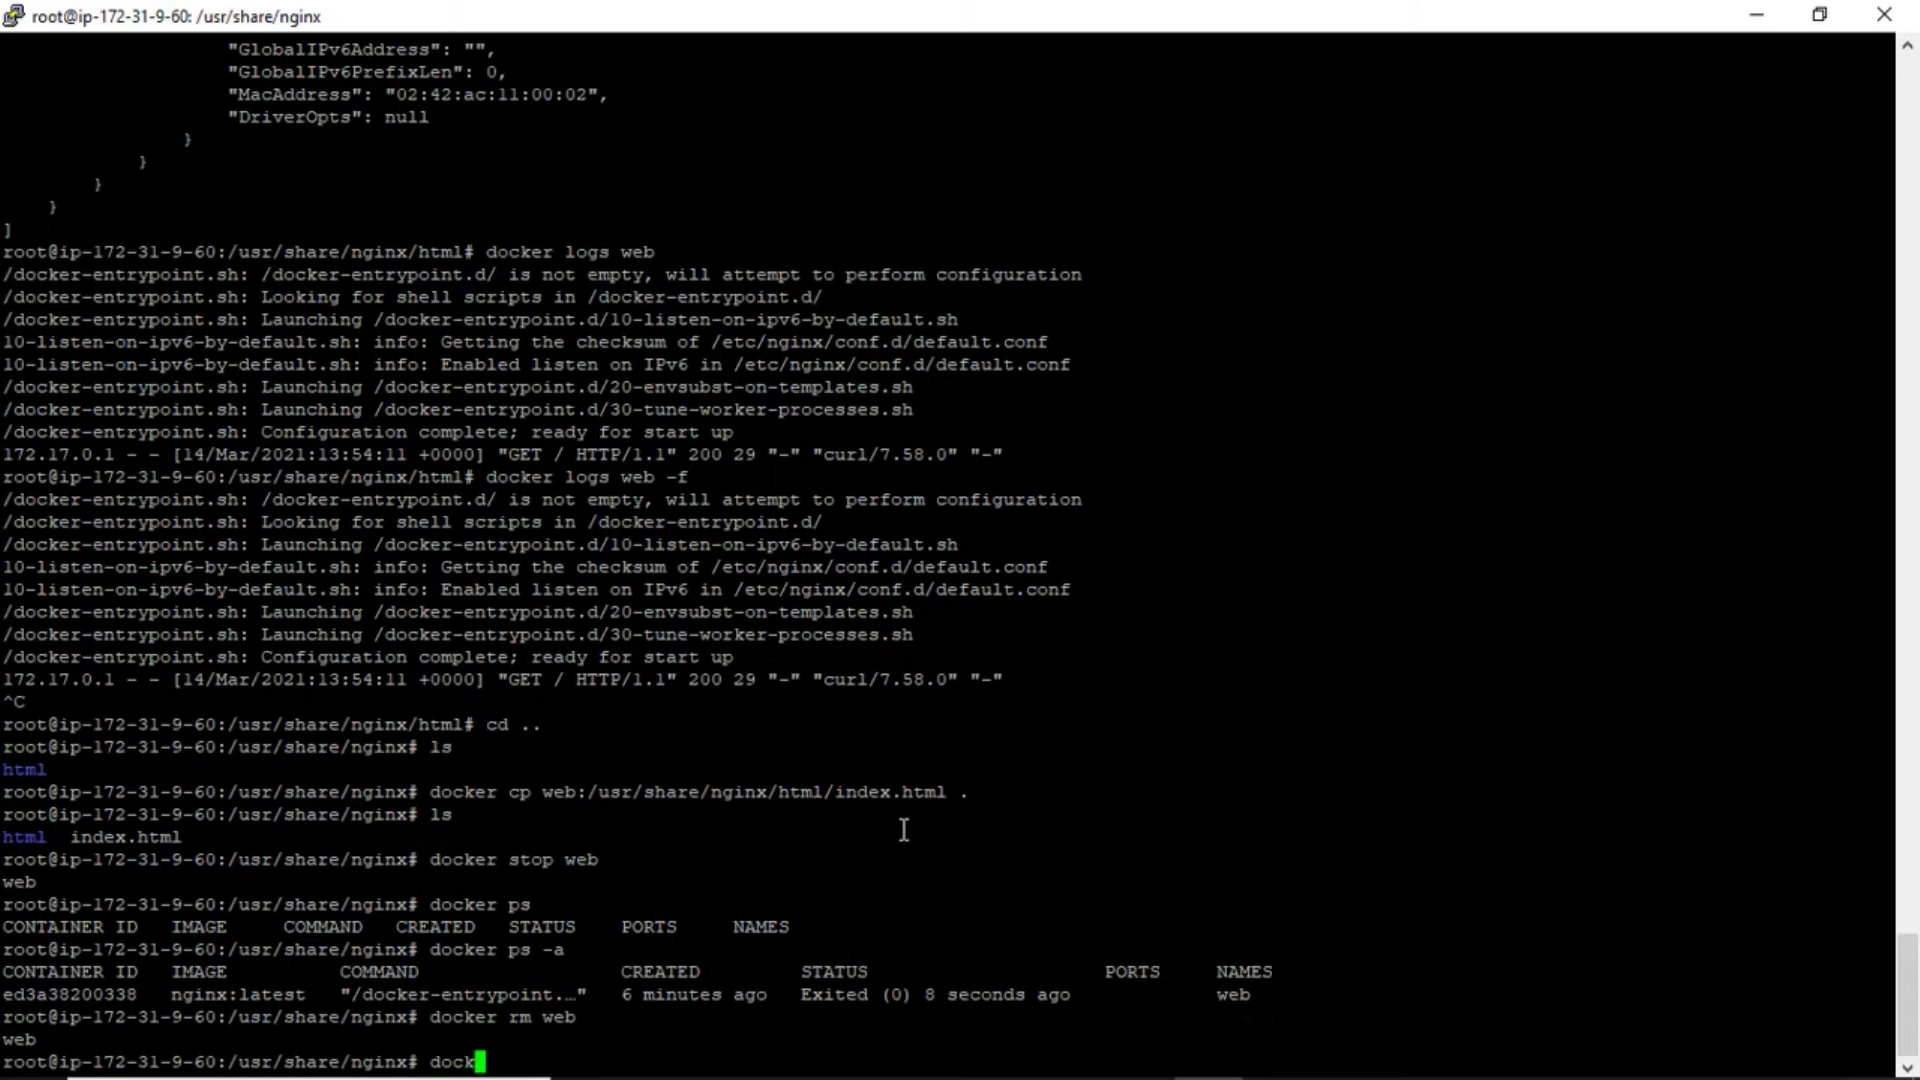 root@ip-172-31-9-60: /usr/share/nginx
"GlobalIPv6Address": "",
"GlobalIPv6PrefixLen": 0,
"MacAddress": "02:42:ac:11:00:02",
"DriverOpts": null
}
}
}
}
]
root@ip-172-31-9-60:/usr/share/nginx/html# docker logs web
/docker-entrypoint.sh: /docker-entrypoint.d/ is not empty, will attempt to perform configuration
/docker-entrypoint.sh: Looking for shell scripts in /docker-entrypoint.d/
/docker-entrypoint.sh: Launching /docker-entrypoint.d/10-listen-on-ipv6-by-default.sh
10-listen-on-ipv6-by-default.sh: info: Getting the checksum of /etc/nginx/conf.d/default.conf
10-listen-on-ipv6-by-default.sh: info: Enabled listen on IPv6 in /etc/nginx/conf.d/default.conf
/docker-entrypoint.sh: Launching /docker-entrypoint.d/20-envsubst-on-templates.sh
/docker-entrypoint.sh: Launching /docker-entrypoint.d/30-tune-worker-processes.sh
/docker-entrypoint.sh: Configuration complete; ready for start up
172.17.0.1 - - [14/Mar/2021:13:54:11 +0000] "GET / HTTP/1.1" 200 29 "-" "curl/7.58.0" "-"
root@ip-172-31-9-60:/usr/share/nginx/html# docker logs web -f
/docker-entrypoint.sh: /docker-entrypoint.d/ is not empty, will attempt to perform configuration
/docker-entrypoint.sh: Looking for shell scripts in /docker-entrypoint.d/
/docker-entrypoint.sh: Launching /docker-entrypoint.d/10-listen-on-ipv6-by-default.sh
10-listen-on-ipv6-by-default.sh: info: Getting the checksum of /etc/nginx/conf.d/default.conf
10-listen-on-ipv6-by-default.sh: info: Enabled listen on IPv6 in /etc/nginx/conf.d/default.conf
/docker-entrypoint.sh: Launching /docker-entrypoint.d/20-envsubst-on-templates.sh
/docker-entrypoint.sh: Launching /docker-entrypoint.d/30-tune-worker-processes.sh
/docker-entrypoint.sh: Configuration complete; ready for start up
172.17.0.1 - - [14/Mar/2021:13:54:11 +0000] "GET / HTTP/1.1" 200 29 "-" "curl/7.58.0" "-"
^C
root@ip-172-31-9-60:/usr/share/nginx/html# cd ..
root@ip-172-31-9-60:/usr/share/nginx# ls
html
root@ip-172-31-9-60:/usr/share/nginx# docker cp web:/usr/share/nginx/html/index.html .
root@ip-172-31-9-60:/usr/share/nginx# ls
html  index.html
root@ip-172-31-9-60:/usr/share/nginx# docker stop web
web
root@ip-172-31-9-60:/usr/share/nginx# docker ps
CONTAINER ID   IMAGE     COMMAND   CREATED   STATUS    PORTS     NAMES
root@ip-172-31-9-60:/usr/share/nginx# docker ps -a
CONTAINER ID   IMAGE          COMMAND                  CREATED         STATUS                     PORTS     NAMES
ed3a38200338   nginx:latest   "/docker-entrypoint.…"   6 minutes ago   Exited (0) 8 seconds ago             web
root@ip-172-31-9-60:/usr/share/nginx# docker rm web
web
root@ip-172-31-9-60:/usr/share/nginx# dock